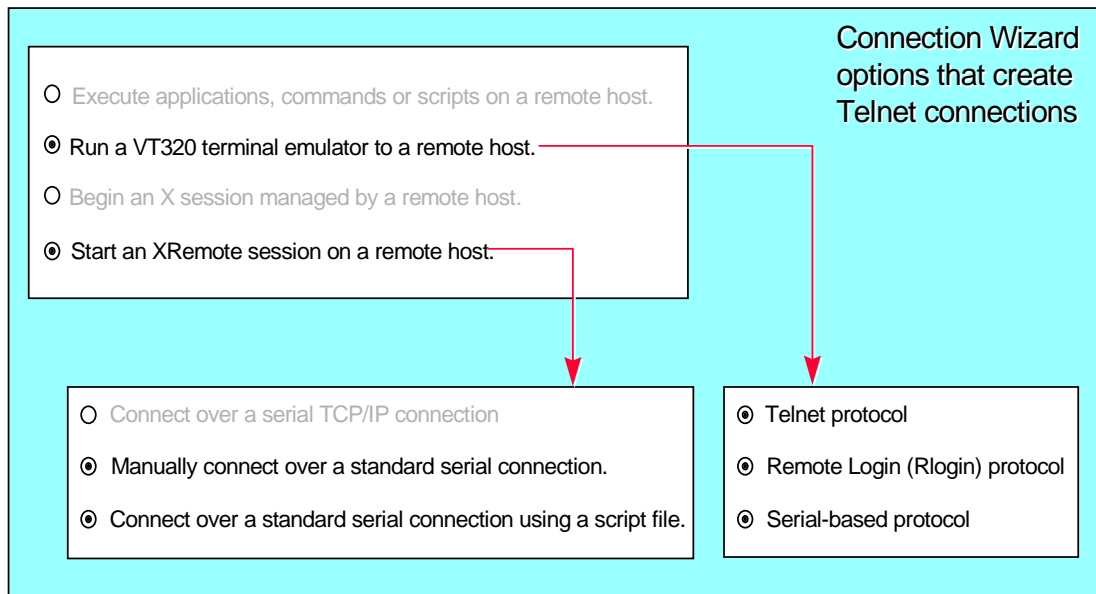 Connection Wizard
options that create
Telnet connections
Execute applications, commands or scripts on a remote host.
Run a VT320 terminal emulator to a remote host.
Begin an X session managed by a remote host.
Start an XRemote session on a remote host.
Connect over a serial TCP/IP connection
Manually connect over a standard serial connection.
Connect over a standard serial connection using a script file.
Telnet protocol
Remote Login (Rlogin) protocol
Serial-based protocol